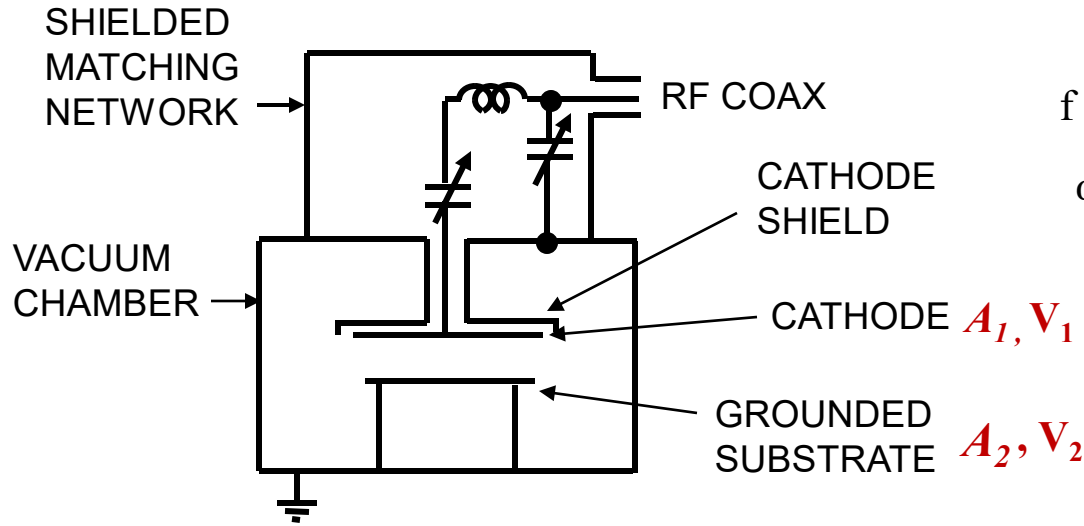 SHIELDED
MATCHING
NETWORK
RF COAX
f
CATHODE
SHIELD
VACUUM
CHAMBER
CATHODE A₁, V₁
GROUNDED
SUBSTRATE A₂, V₂